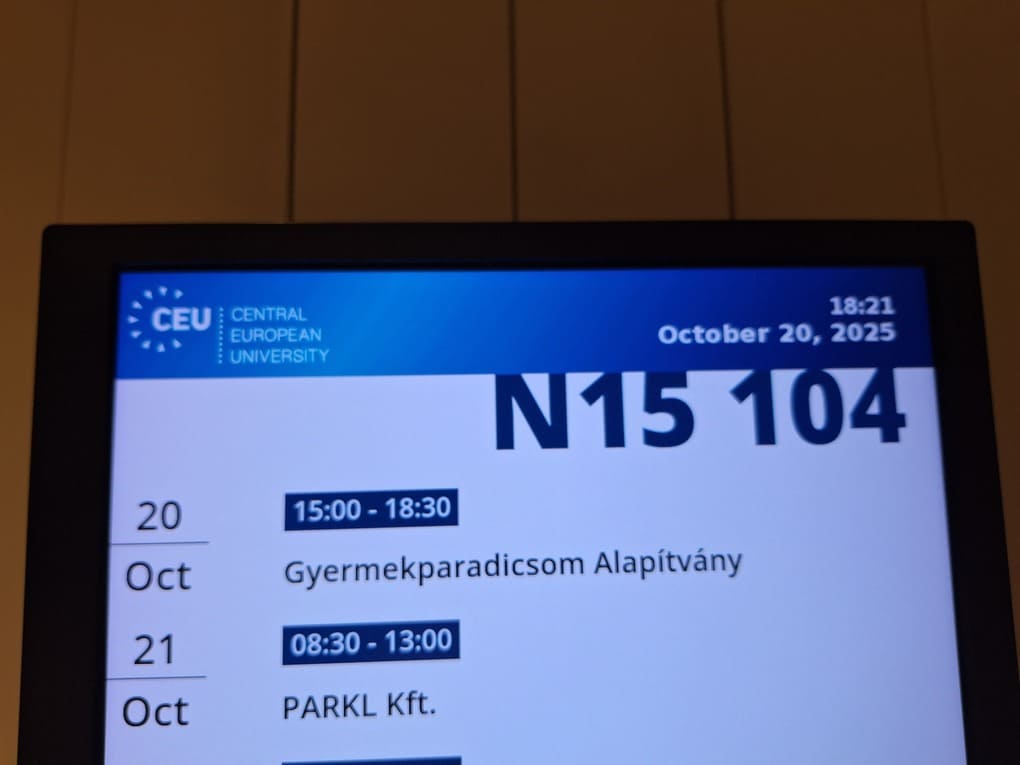 CEU
CENTRAL
EUROPEAN
UNIVERSITY
18:21
October 20, 2025
N15 104
20
Oct
15:00 - 18:30
Gyermekparadicsom Alapítvány
21
Oct
08:30 - 13:00
PARKL Kft.